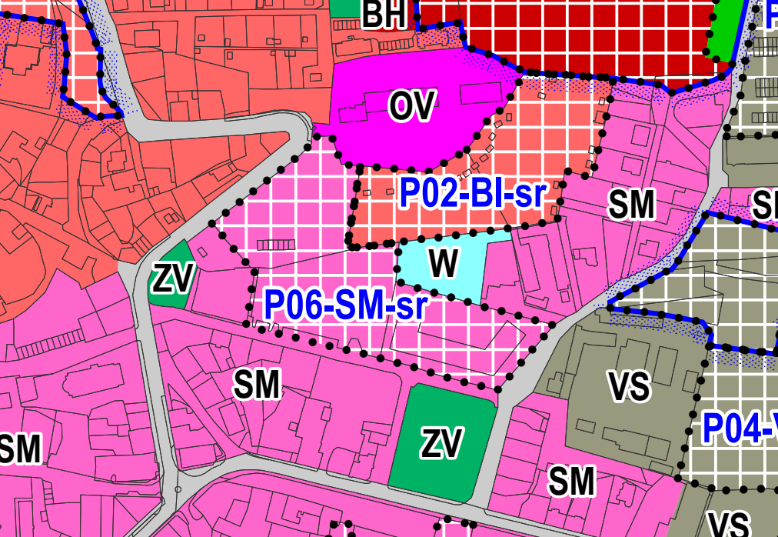 BH
OV
P02-BI-sr
SM
W
ZV
P06-SM-sr
SM
VS
P04-
SM
ZV
SM
VS